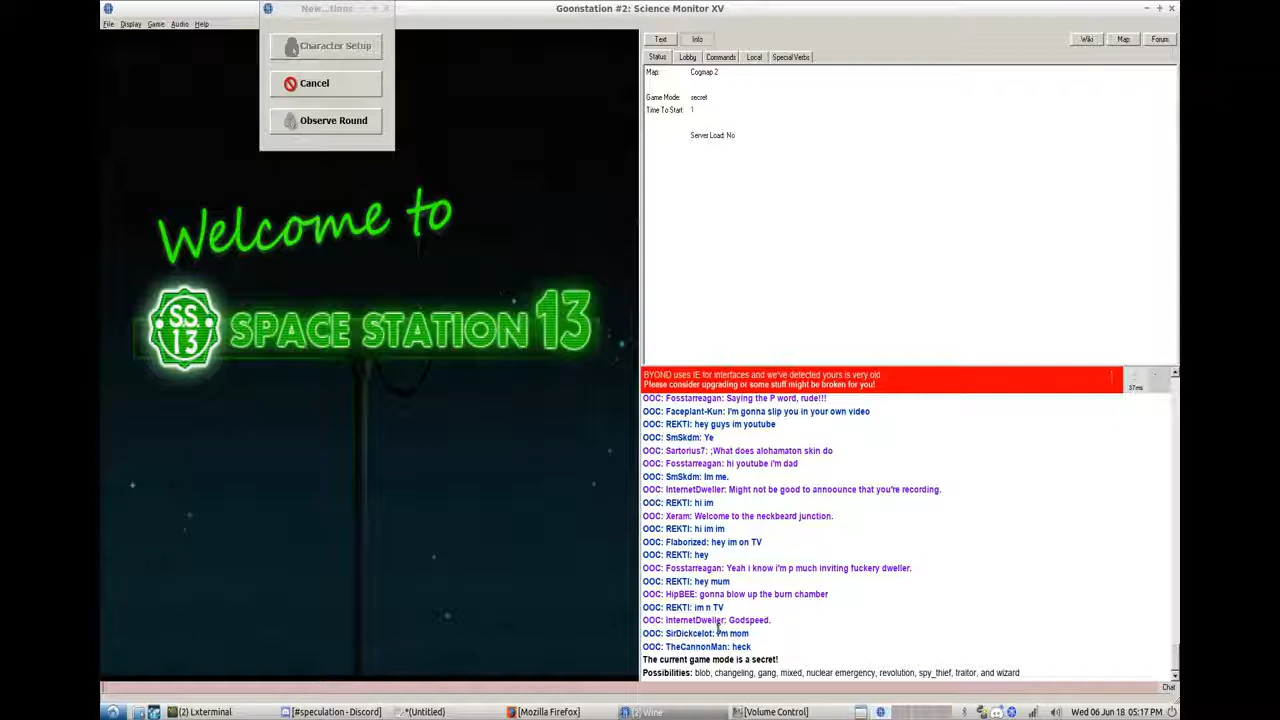 New...tions
Goonstation #2: Science Monitor XV
File Display Game Audio Help
Character Setup
Cancel
Observe Round
Welcome to
S.S.
13
SPACE STATION 13
Text Info Wiki Map Forum
Status Lobby Commands Local Special Verbs
Map: Cogmap 2
Game Mode: secret
Time To Start: 1
Server Load: No
BYOND uses IE for interfaces and we've detected yours is very old
Please consider upgrading or some stuff might be broken for you!
37ms
OOC: Fosstarreagan: Saying the P word, rude!!!
OOC: Faceplant-Kun: I'm gonna slip you in your own video
OOC: REKTI: hey guys im youtube
OOC: SmSkdm: Ye
OOC: Sartorius7: ;What does alohamaton skin do
OOC: Fosstarreagan: hi youtube i'm dad
OOC: SmSkdm: Im me.
OOC: InternetDweller: Might not be good to annoounce that you're recording.
OOC: REKTI: hi im
OOC: Xeram: Welcome to the neckbeard junction.
OOC: REKTI: hi im im
OOC: Flaborized: hey im on TV
OOC: REKTI: hey
OOC: Fosstarreagan: Yeah i know i'm p much inviting fuckery dweller.
OOC: REKTI: hey mum
OOC: HipBEE: gonna blow up the burn chamber
OOC: REKTI: im n TV
OOC: InternetDweller: Godspeed.
OOC: SirDickcelot: I'm mom
OOC: TheCannonMan: heck
The current game mode is a secret!
Possibilities: blob, changeling, gang, mixed, nuclear emergency, revolution, spy_thief, traitor, and wizard
Chat
Lxterminal
[#speculation - Discord]
*(Untitled)
[Mozilla Firefox]
(2) Wine
[Volume Control]
Wed 06 Jun 18 05:17 PM